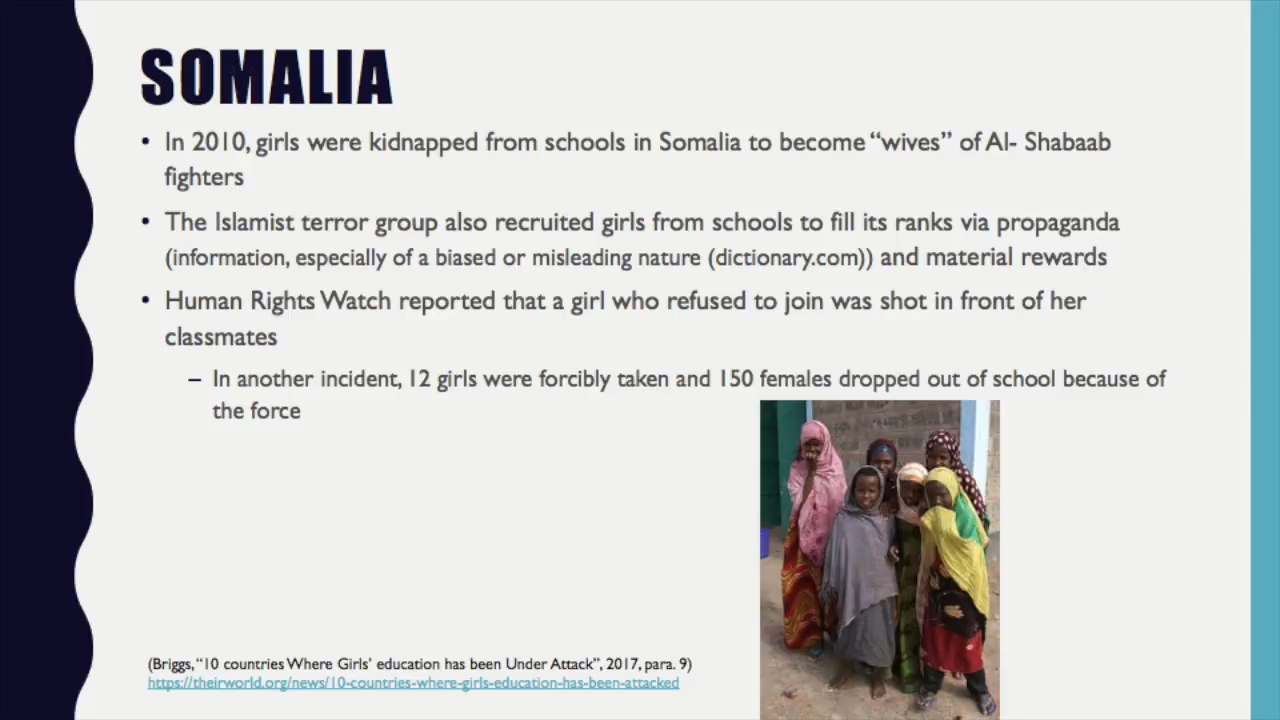 SOMALIA
• In 2010, girls were kidnapped from schools in Somalia to become “wives” of Al- Shabaab
fighters
• The Islamist terror group also recruited girls from schools to fill its ranks via propaganda
(information, especially of a biased or misleading nature (dictionary.com)) and material rewards
• Human Rights Watch reported that a girl who refused to join was shot in front of her
classmates
– In another incident, 12 girls were forcibly taken and 150 females dropped out of school because of
the force
(Briggs, “10 countries Where Girls’ education has been Under Attack”, 2017, para. 9)
https://theirworld.org/news/10-countries-where-girls-education-has-been-attacked